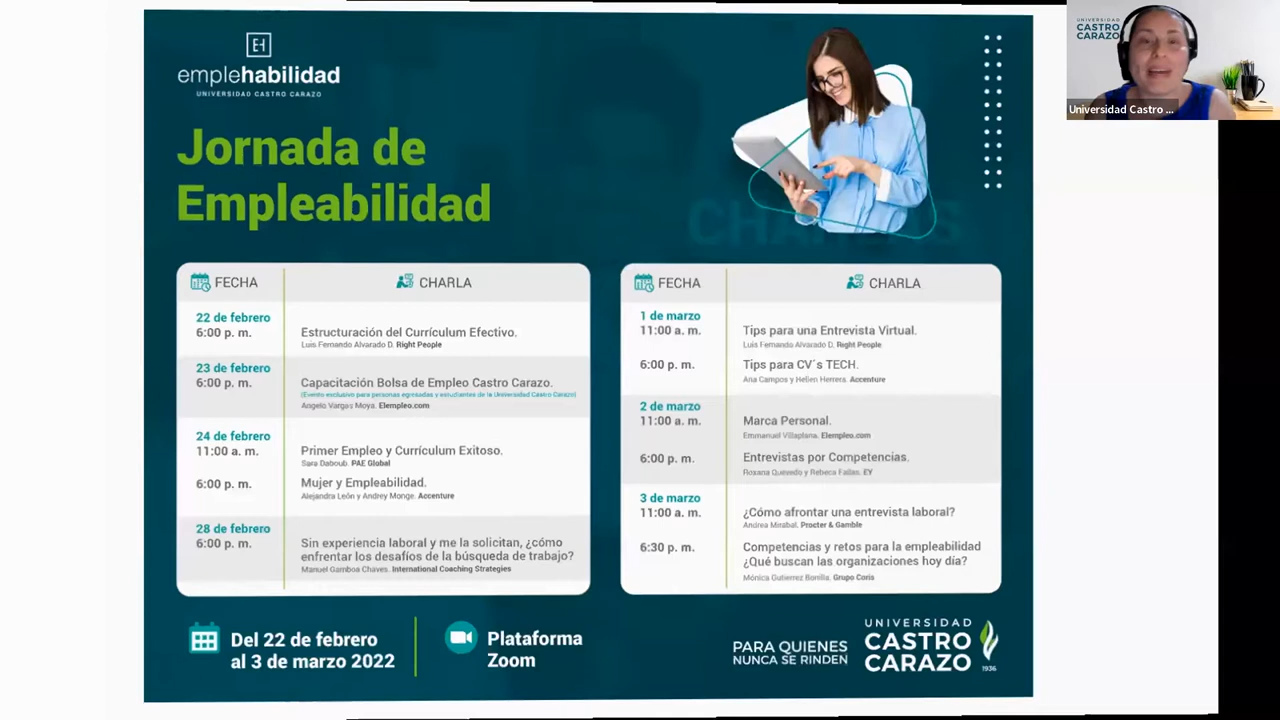 EH
emplehabilidad
UNIVERSIDAD CASTRO CARAZO
Jornada de
Empleabilidad
FECHA
CHARLA
22 de febrero
6:00 p. m.
Estructuración del Currículum Efectivo.
Luis Fernando Alvarado D. Right People
23 de febrero
6:00 p. m.
Capacitación Bolsa de Empleo Castro Carazo.
(Evento exclusivo para personas egresadas y estudiantes de la Universidad Castro Carazo)
Angelo Vargas Moya. Elempleo.com
24 de febrero
11:00 a. m.
Primer Empleo y Currículum Exitoso.
Sara Daboub. PAE Global
6:00 p. m.
Mujer y Empleabilidad.
Alejandra León y Andrey Monge. Accenture
28 de febrero
6:00 p. m.
Sin experiencia laboral y me la solicitan, ¿cómo
enfrentar los desafíos de la búsqueda de trabajo?
Manuel Gamboa Chaves. International Coaching Strategies
FECHA
CHARLA
1 de marzo
11:00 a. m.
Tips para una Entrevista Virtual.
Luis Fernando Alvarado D. Right People
6:00 p. m.
Tips para CV´s TECH.
Ana Campos y Hellen Herrera. Accenture
2 de marzo
11:00 a. m.
Marca Personal.
Emmanuel Villaplana. Elempleo.com
6:00 p. m.
Entrevistas por Competencias.
Roxana Quevedo y Rebeca Fallas. EY
3 de marzo
11:00 a. m.
¿Cómo afrontar una entrevista laboral?
Andrea Mirabal. Procter & Gamble
6:30 p. m.
Competencias y retos para la empleabilidad
¿Qué buscan las organizaciones hoy día?
Mónica Gutierrez Bonilla. Grupo Coris
Del 22 de febrero
al 3 de marzo 2022
Plataforma
Zoom
PARA QUIENES
NUNCA SE RINDEN
UNIVERSIDAD
CASTRO
CARAZO
1936
UNIVERSIDAD
CASTRO
CARAZO
Universidad Castro ...